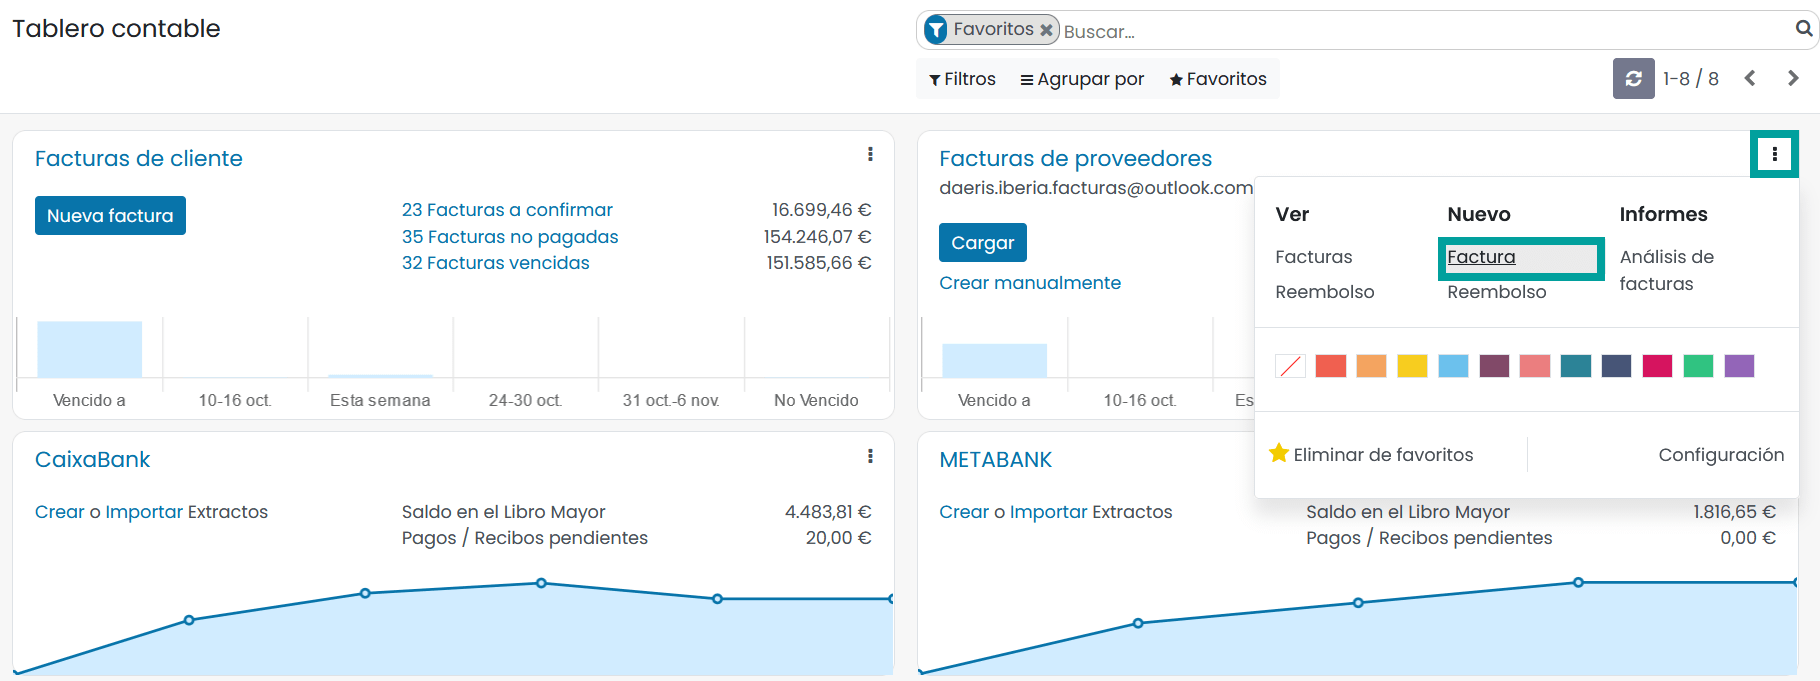 Tablero contable
Favoritos
Buscar...
Filtros
Agrupar por
Favoritos
1-8 / 8
Facturas de cliente
Nueva factura
23 Facturas a confirmar 16.699,46 €
35 Facturas no pagadas 154.246,07 €
32 Facturas vencidas 151.585,66 €
Vencido a 10-16 oct. Esta semana 24-30 oct. 31 oct.-6 nov. No Vencido
Facturas de proveedores
daeris.iberia.facturas@outlook.com
Cargar
Crear manualmente
Vencido a 10-16 oct. Es
Ver Nuevo Informes
Facturas Factura Análisis de
facturas
Reembolso Reembolso
Eliminar de favoritos Configuración
CaixaBank
Crear o Importar Extractos
Saldo en el Libro Mayor 4.483,81 €
Pagos / Recibos pendientes 20,00 €
METABANK
Crear o Importar Extractos
Saldo en el Libro Mayor 1.816,65 €
Pagos / Recibos pendientes 0,00 €